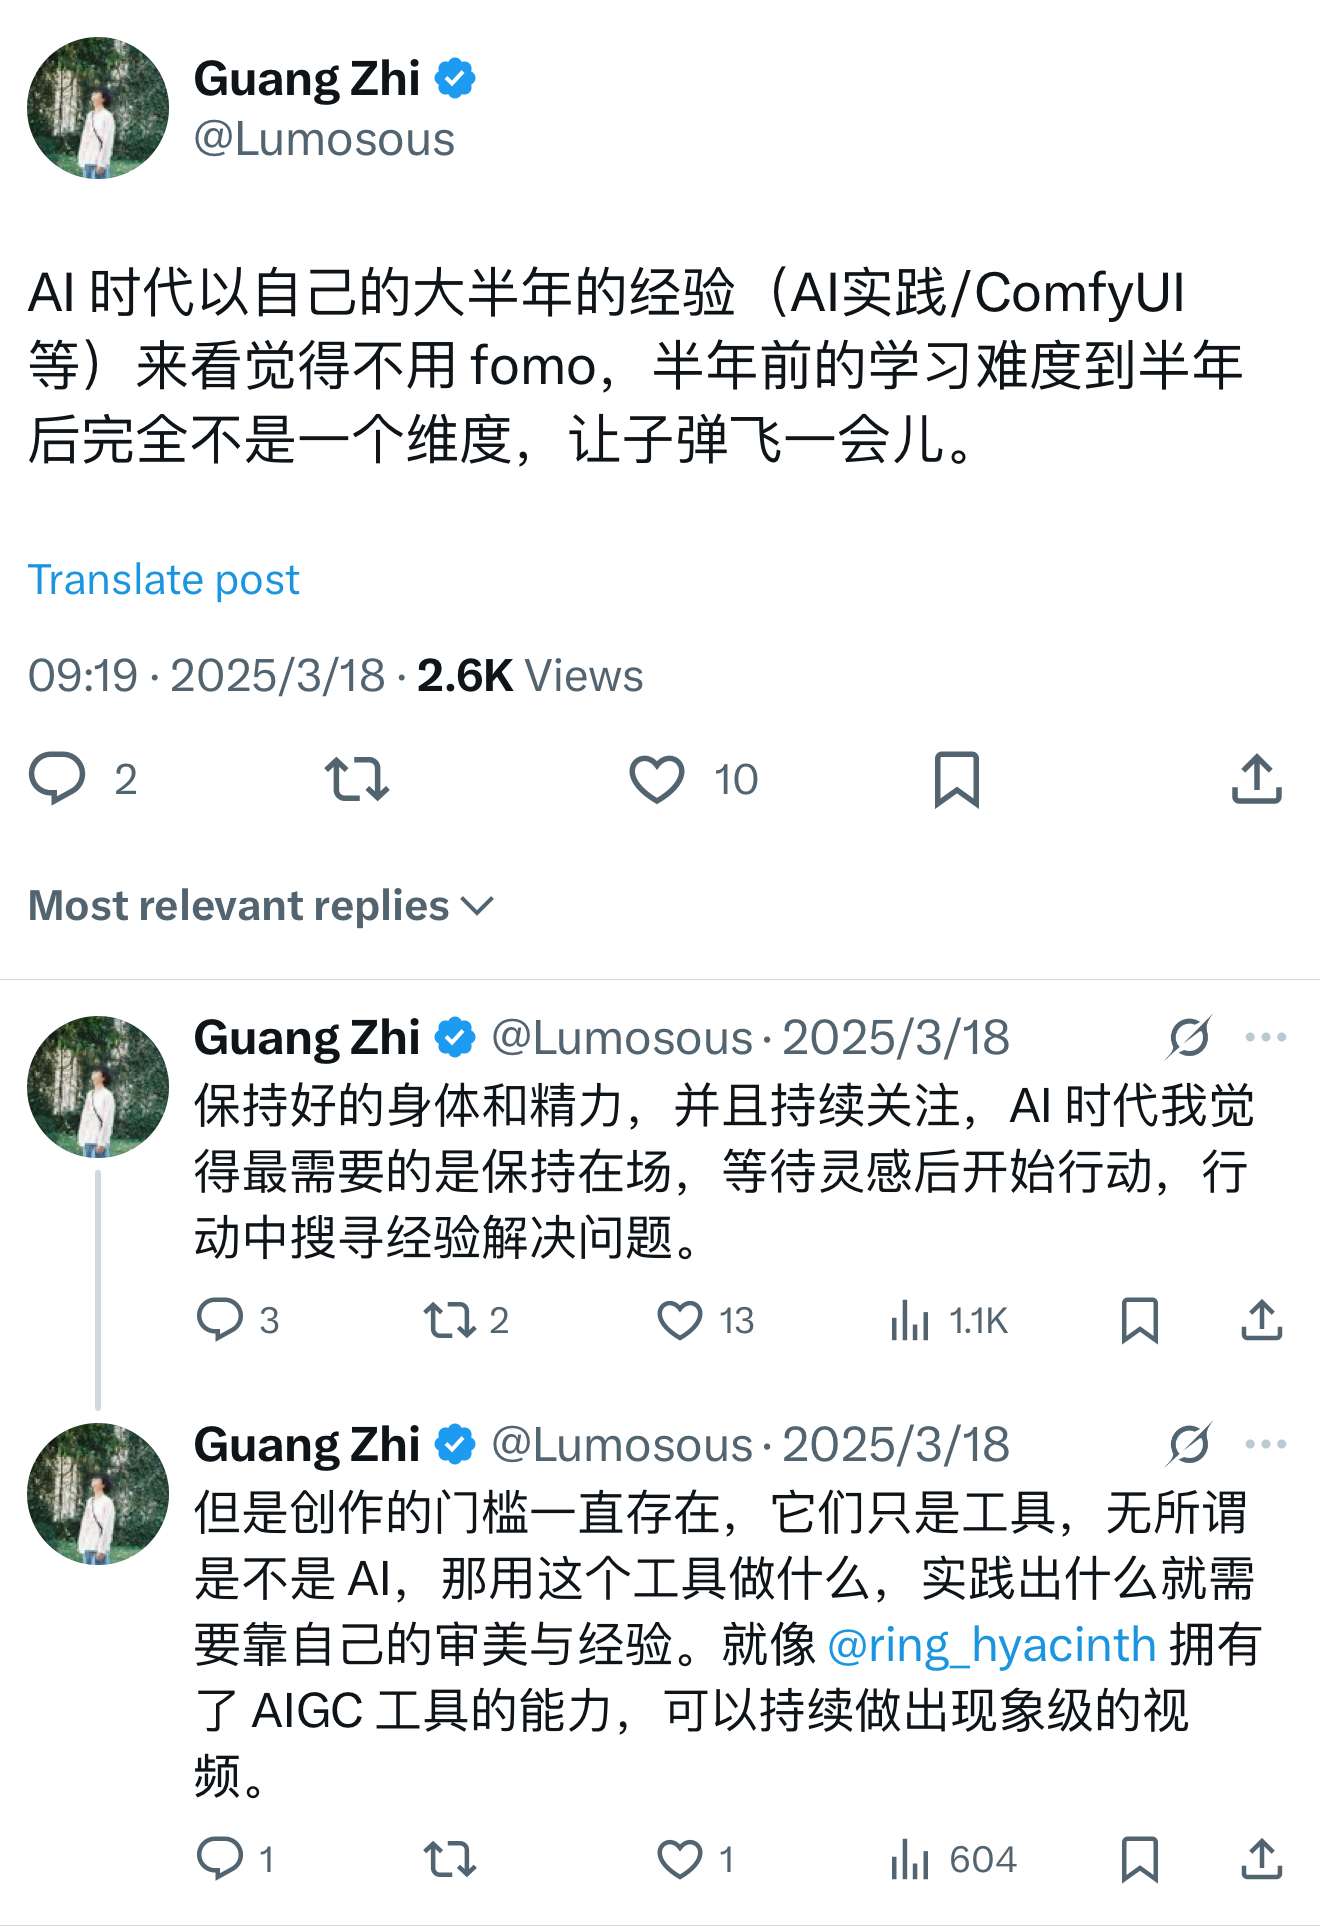 Guang Zhi
@Lumosous
AI 时代以自己的大半年的经验（AI实践/ComfyUI
等）来看觉得不用 fomo，半年前的学习难度到半年
后完全不是一个维度，让子弹飞一会儿。
Translate post
09:19 · 2025/3/18 · 2.6K Views
2 10
Most relevant replies
Guang Zhi @Lumosous · 2025/3/18
保持好的身体和精力，并且持续关注，AI 时代我觉
得最需要的是保持在场，等待灵感后开始行动，行
动中搜寻经验解决问题。
3 2 13 1.1K
Guang Zhi @Lumosous · 2025/3/18
但是创作的门槛一直存在，它们只是工具，无所谓
是不是 AI，那用这个工具做什么，实践出什么就需
要靠自己的审美与经验。就像 @ring_hyacinth 拥有
了 AIGC 工具的能力，可以持续做出现象级的视
频。
1 1 604